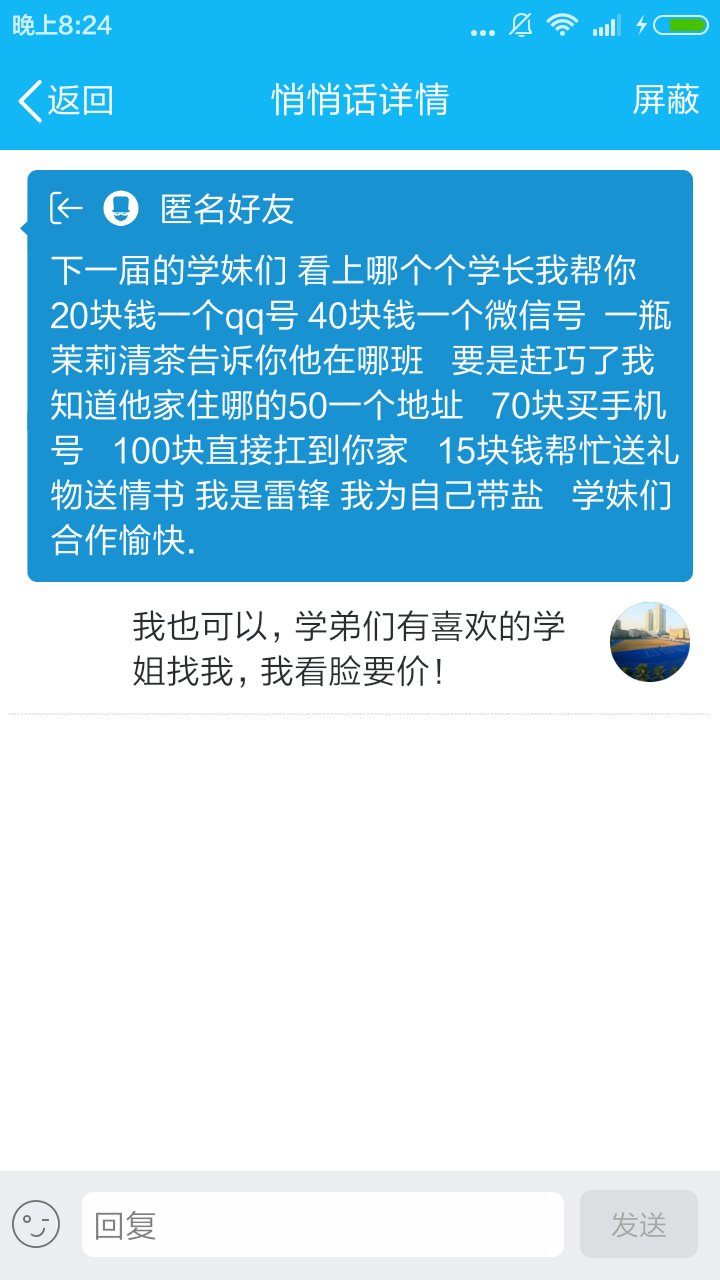 晚上8:24
返回
悄悄话详情
屏蔽
匿名好友
下一届的学妹们 看上哪个个学长我帮你
20块钱一个qq号 40块钱一个微信号 一瓶
茉莉清茶告诉你他在哪班 要是赶巧了我
知道他家住哪的50一个地址 70块买手机
号 100块直接扛到你家 15块钱帮忙送礼
物送情书 我是雷锋 我为自己带盐 学妹们
合作愉快.
我也可以，学弟们有喜欢的学
姐找我，我看脸要价！
回复
发送